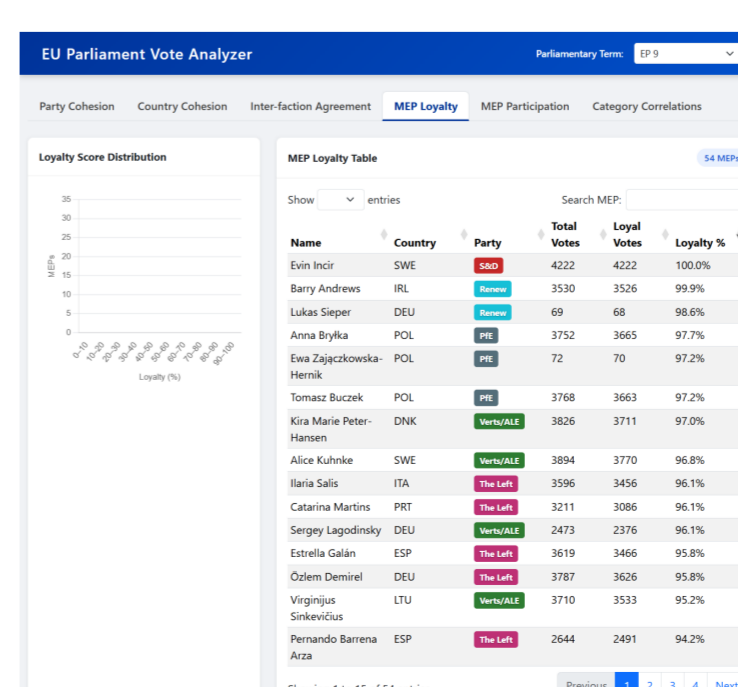 EU Parliament Vote Analyzer
Parliamentary Term: EP 9
Party Cohesion Country Cohesion Inter-faction Agreement MEP Loyalty MEP Participation Category Correlations
Loyalty Score Distribution
35
30
25
20
15
10
5
0
MEPs
0-10 10-20 20-30 30-40 40-50 50-60 60-70 70-80 80-90 90-100
Loyalty (%)
MEP Loyalty Table
54 MEPs
Show entries Search MEP:
Name Country Party Total Votes Loyal Votes Loyalty %
Evin Incir SWE S&D 4222 4222 100.0%
Barry Andrews IRL Renew 3530 3526 99.9%
Lukas Sieper DEU Renew 69 68 98.6%
Anna Bryłka POL PfE 3752 3665 97.7%
Ewa Zajączkowska-Hernik POL PfE 72 70 97.2%
Tomasz Buczek POL PfE 3768 3663 97.2%
Kira Marie Peter-Hansen DNK Verts/ALE 3826 3711 97.0%
Alice Kuhnke SWE Verts/ALE 3894 3770 96.8%
Ilaria Salis ITA The Left 3596 3456 96.1%
Catarina Martins PRT The Left 3211 3086 96.1%
Sergey Lagodinsky DEU Verts/ALE 2473 2376 96.1%
Estrella Galán ESP The Left 3619 3466 95.8%
Özlem Demirel DEU The Left 3787 3626 95.8%
Virginijus Sinkevičius LTU Verts/ALE 3710 3533 95.2%
Pernando Barrena Arza ESP The Left 2644 2491 94.2%
Previous 1 2 3 4 Next